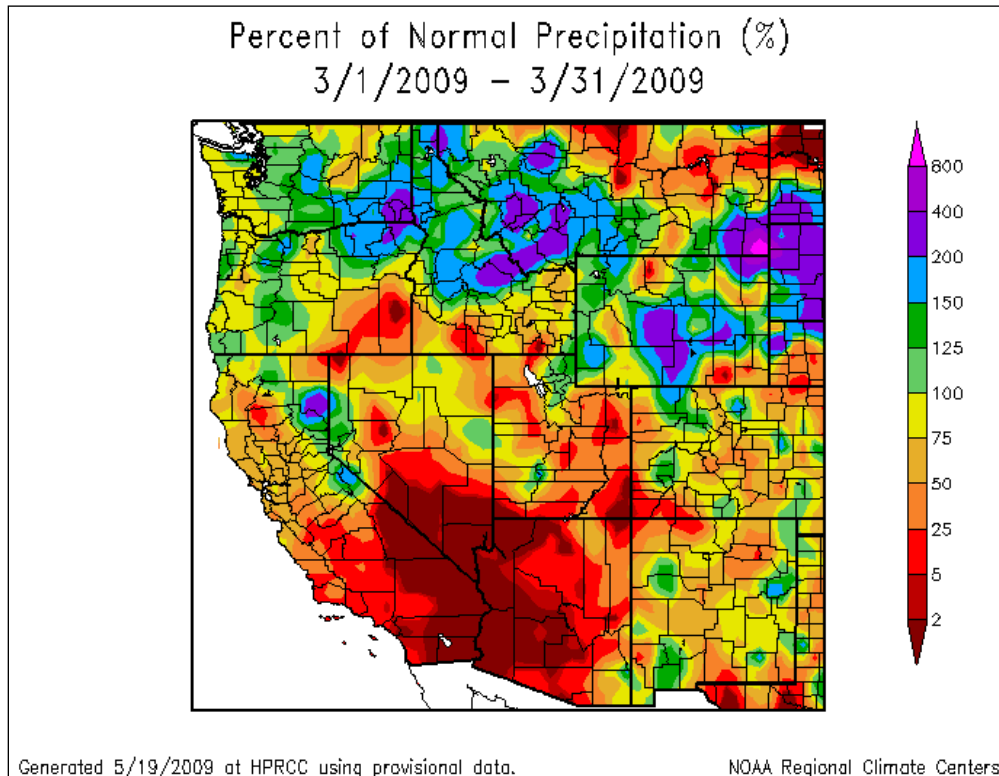 Percent of Normal Precipitation (%)
3/1/2009 – 3/31/2009
800
400
200
150
125
100
75
50
25
5
2
Generated 5/19/2009 at HPRCC using provisional data.
NOAA Regional Climate Centers